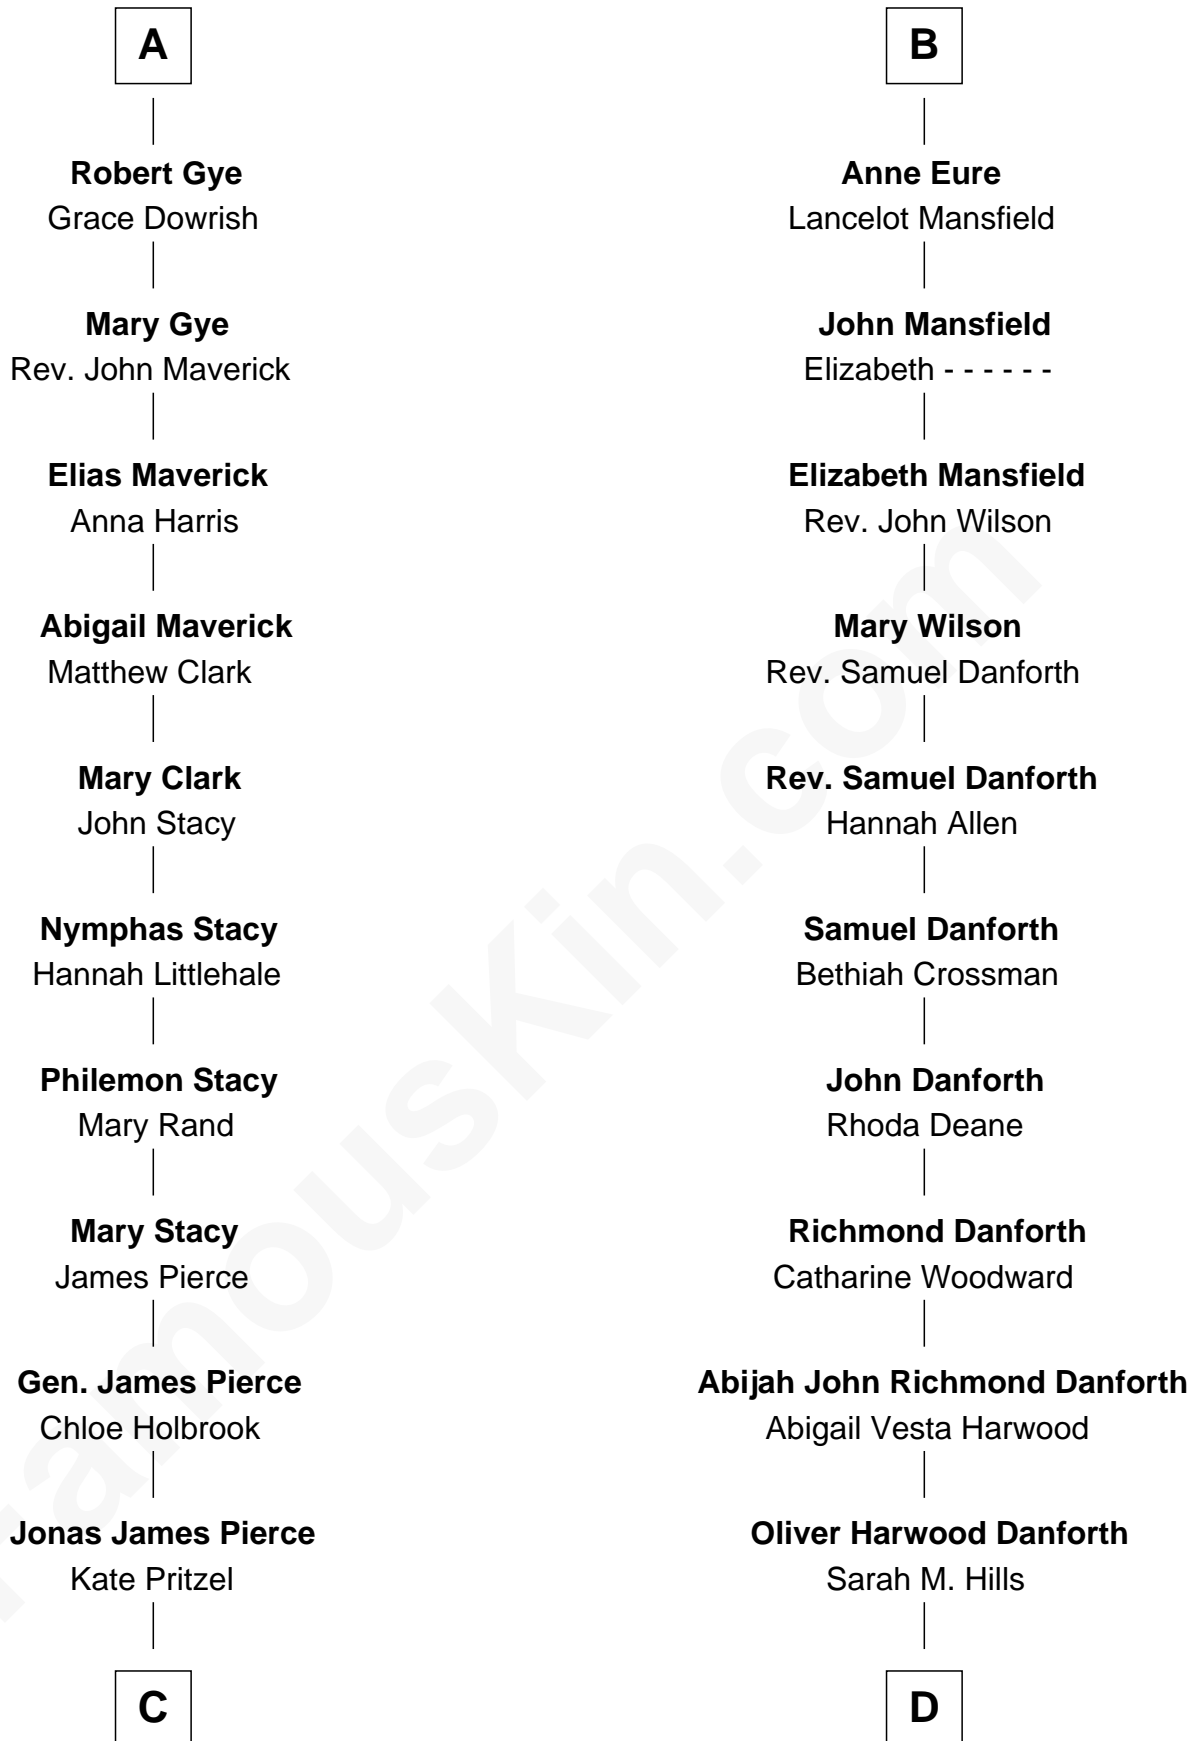 A
Robert Gye
Grace Dowrish
Mary Gye
Rev. John Maverick
Elias Maverick
Anna Harris
Abigail Maverick
Matthew Clark
Mary Clark
John Stacy
Nymphas Stacy
Hannah Littlehale
Philemon Stacy
Mary Rand
Mary Stacy
James Pierce
Gen. James Pierce
Chloe Holbrook
Jonas James Pierce
Kate Pritzel
C
B
Anne Eure
Lancelot Mansfield
John Mansfield
Elizabeth - - - - - -
Elizabeth Mansfield
Rev. John Wilson
Mary Wilson
Rev. Samuel Danforth
Rev. Samuel Danforth
Hannah Allen
Samuel Danforth
Bethiah Crossman
John Danforth
Rhoda Deane
Richmond Danforth
Catharine Woodward
Abijah John Richmond Danforth
Abigail Vesta Harwood
Oliver Harwood Danforth
Sarah M. Hills
D
FamousKin.com